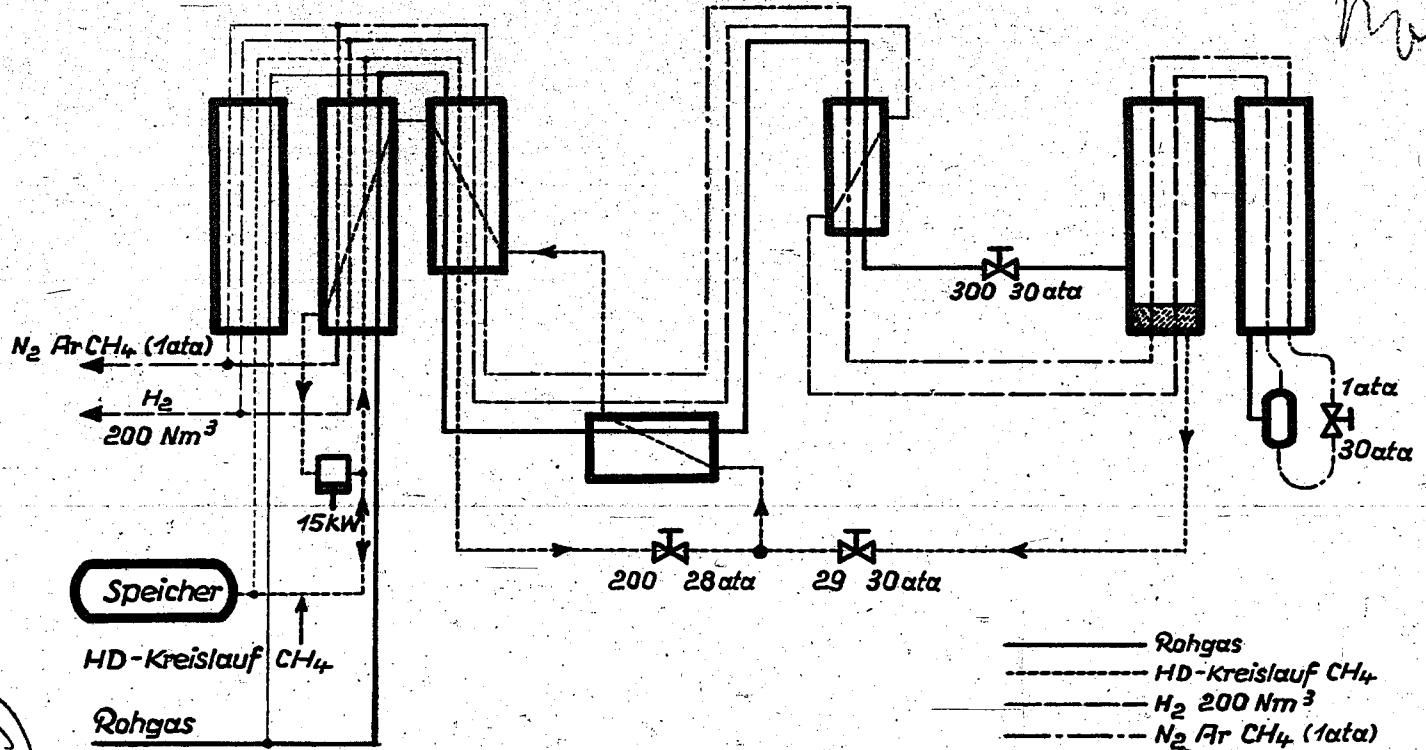 300 30ata
N₂ Ar CH₄ (1ata)
H₂
200 Nm³
1ata
30ata
15kW
200 28ata
29 30ata
Speicher
HD-Kreislauf CH₄
Rohgas
Rohgas
HD-Kreislauf CH₄
H₂ 200 Nm³
N₂ Ar CH₄ (1ata)